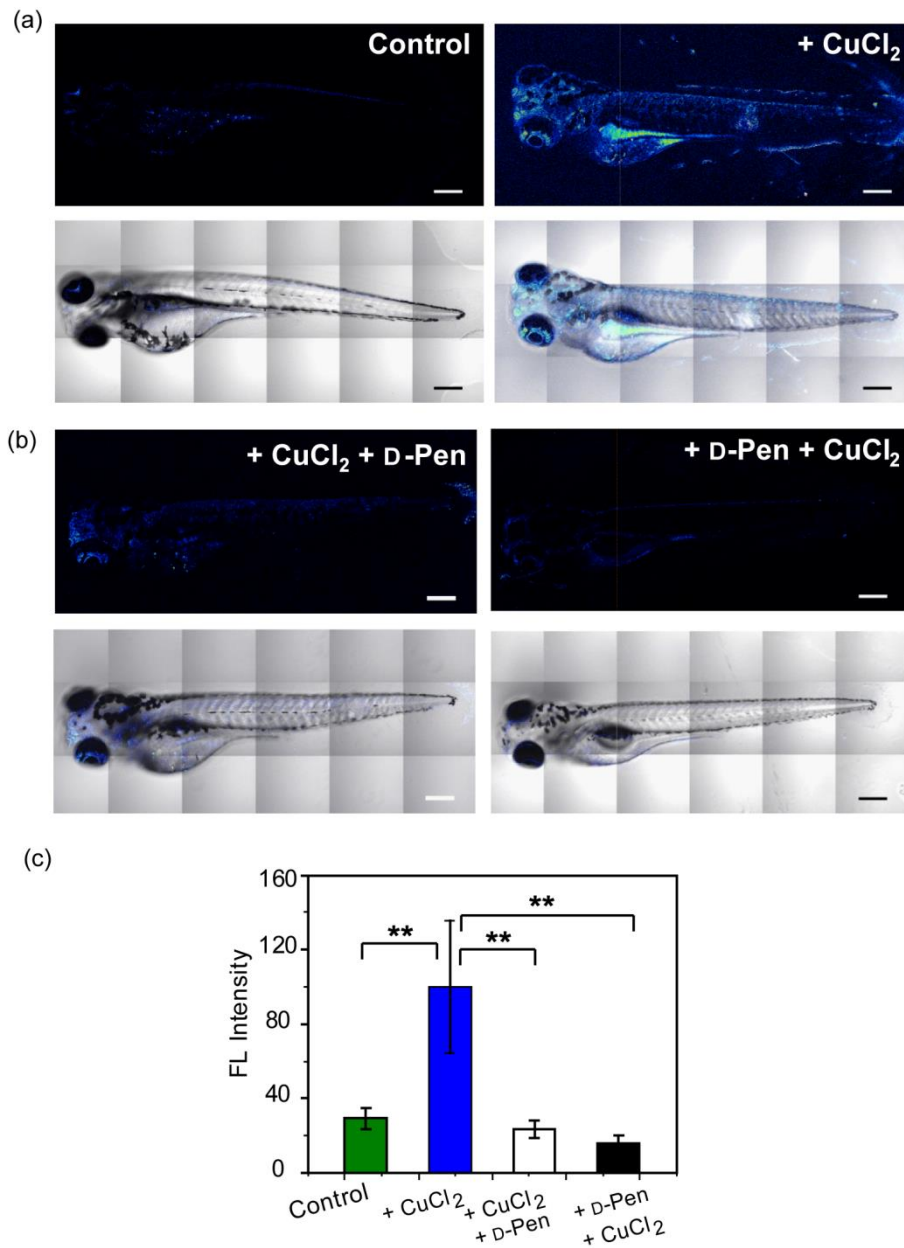 (a)
Control
+ CuCl₂
(b)
+ CuCl₂ + D-Pen
+ D-Pen + CuCl₂
(c)
160
120
80
40
0
FL Intensity
**
**
**
Control
+ CuCl₂
+ CuCl₂
+ D-Pen
+ D-Pen
+ CuCl₂